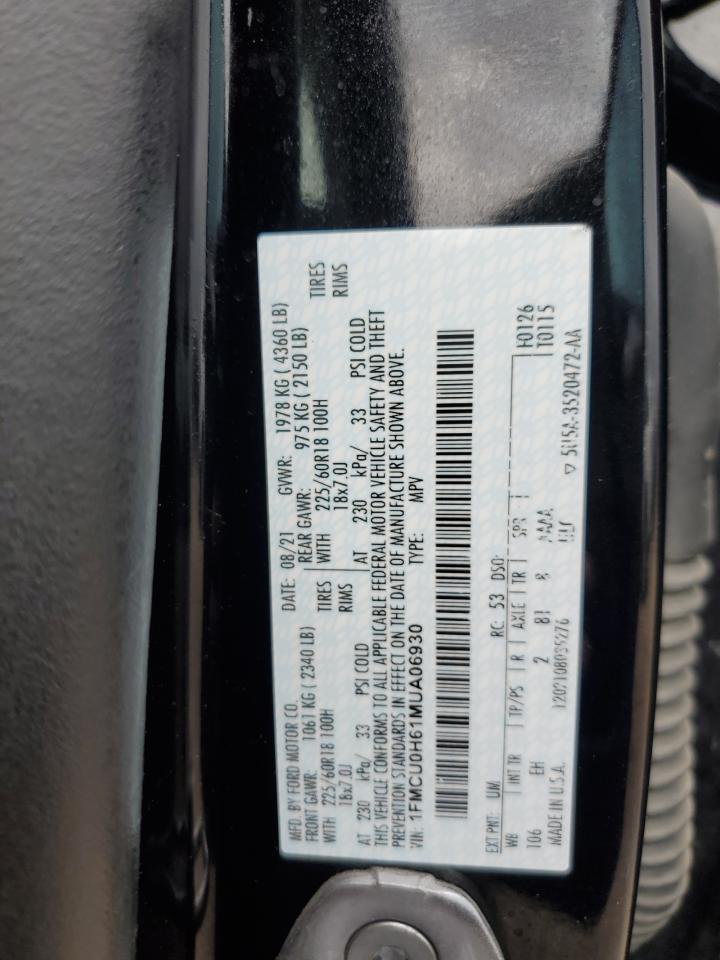 MFD. BY FORD MOTOR CO. DATE: 08/21 GVWR: 1978 KG ( 4360 LB)
FRONT GAWR: 1061 KG ( 2340 LB) REAR GAWR: 975 KG ( 2150 LB)
WITH 225/60R18 100H TIRES WITH 225/60R18 100H TIRES
18x7.0J RIMS 18x7.0J RIMS
AT 230 kPa/ 33 PSI COLD AT 230 kPa/ 33 PSI COLD
THIS VEHICLE CONFORMS TO ALL APPLICABLE FEDERAL MOTOR VEHICLE SAFETY AND THEFT
PREVENTION STANDARDS IN EFFECT ON THE DATE OF MANUFACTURE SHOWN ABOVE.
VIN: 1FMCU0H61MUA06930 TYPE: MPV
EXT PNT: UM RC: 53 DSO:
WB INT TR TP/PS R AXLE TR SPR F0126
106 EH 2 81 8 AAAA T0115
MADE IN U.S.A.